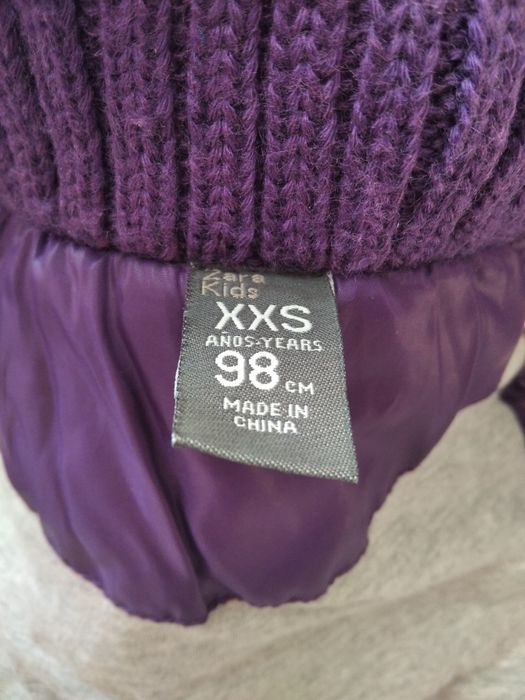 Zara
Kids
XXS
AÑOS-YEARS
98 CM
MADE IN
CHINA